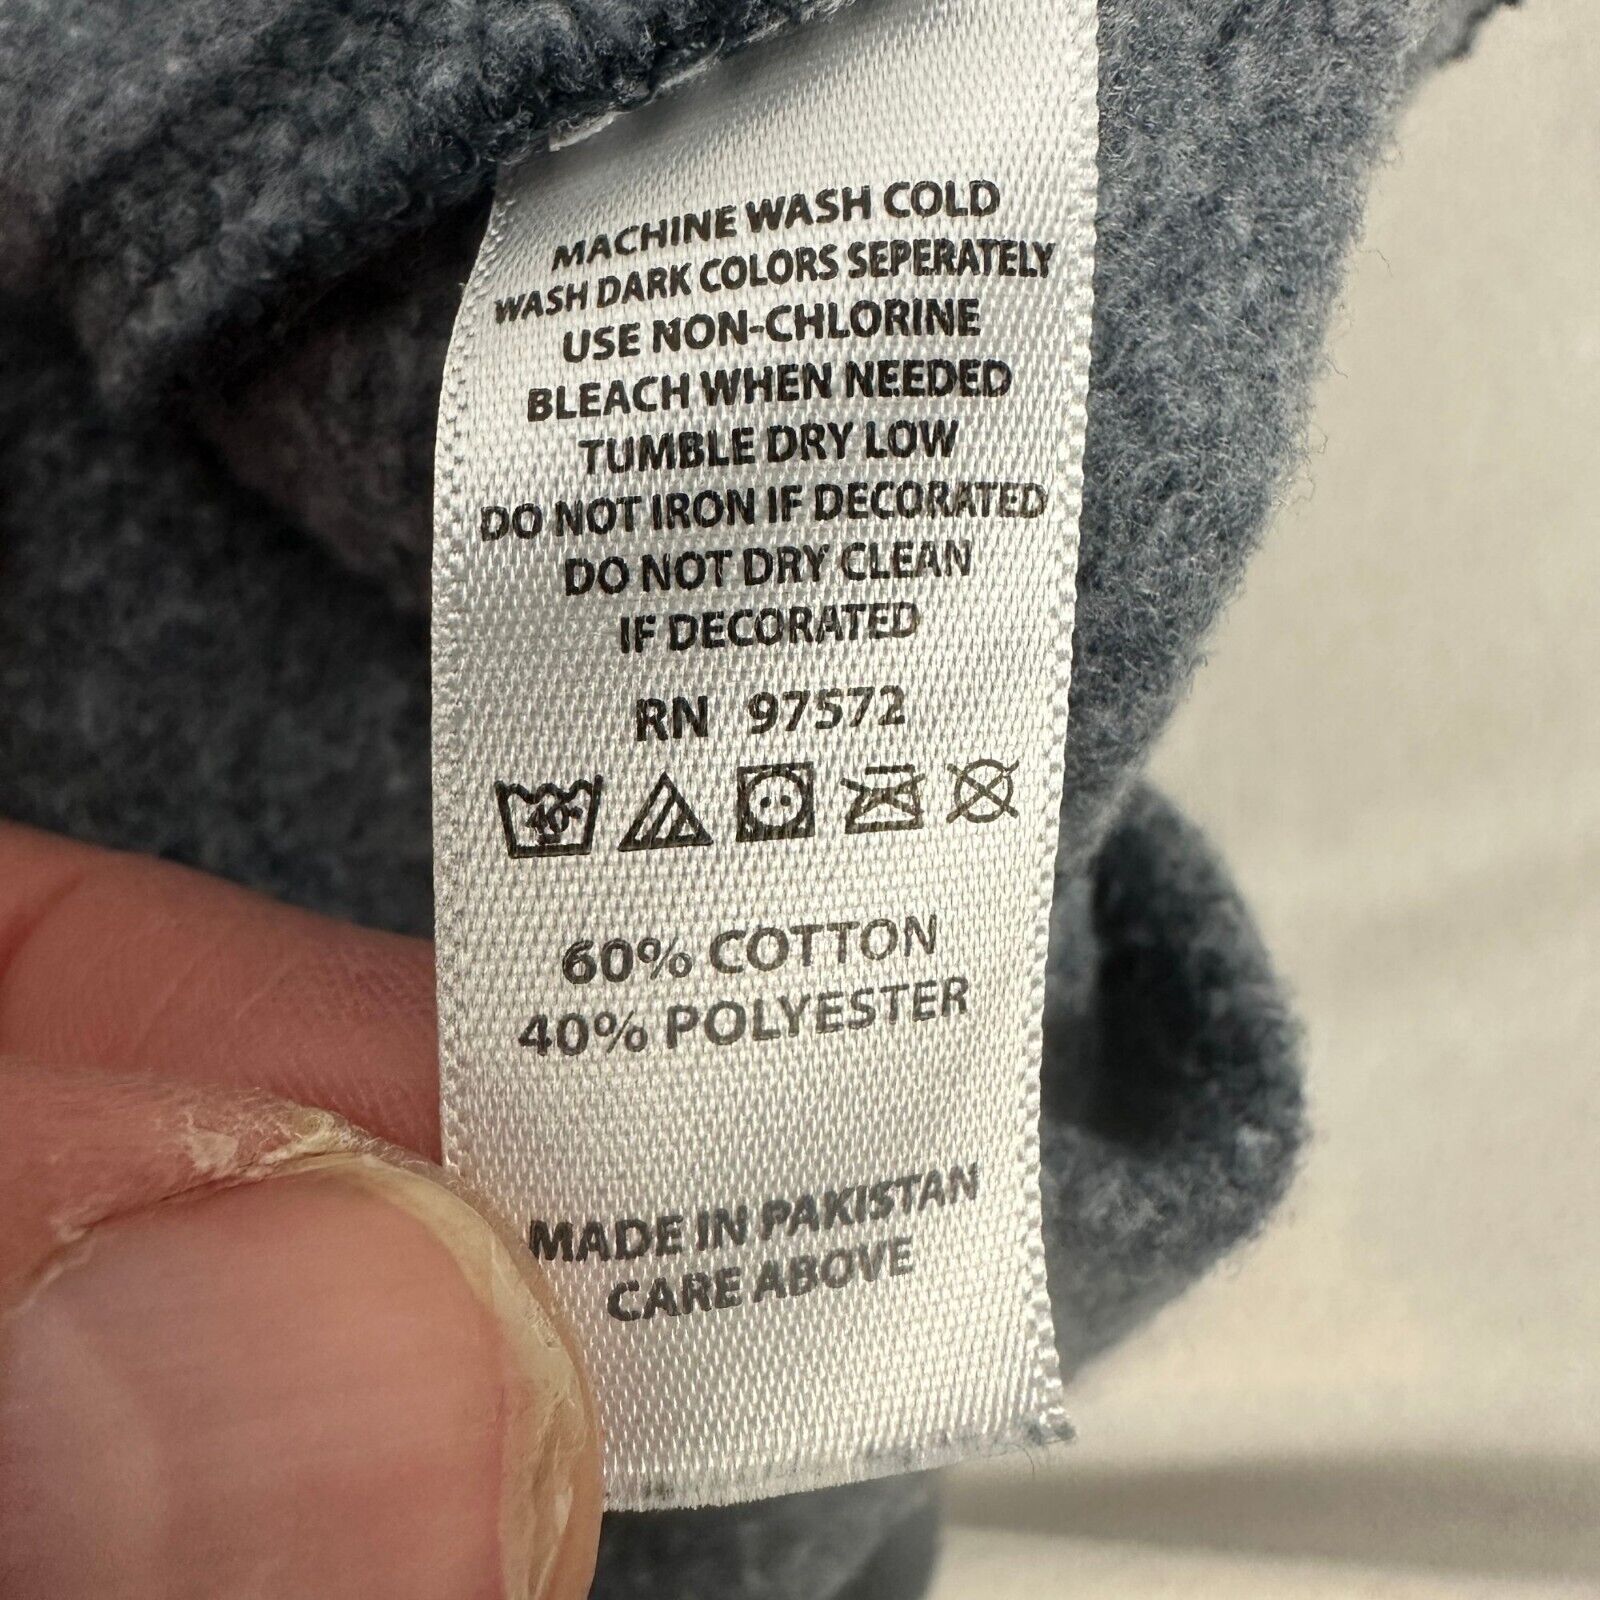 MACHINE WASH COLD
WASH DARK COLORS SEPERATELY
USE NON-CHLORINE
BLEACH WHEN NEEDED
TUMBLE DRY LOW
DO NOT IRON IF DECORATED
DO NOT DRY CLEAN
IF DECORATED
RN 97572
40°
60% COTTON
40% POLYESTER
MADE IN PAKISTAN
CARE ABOVE